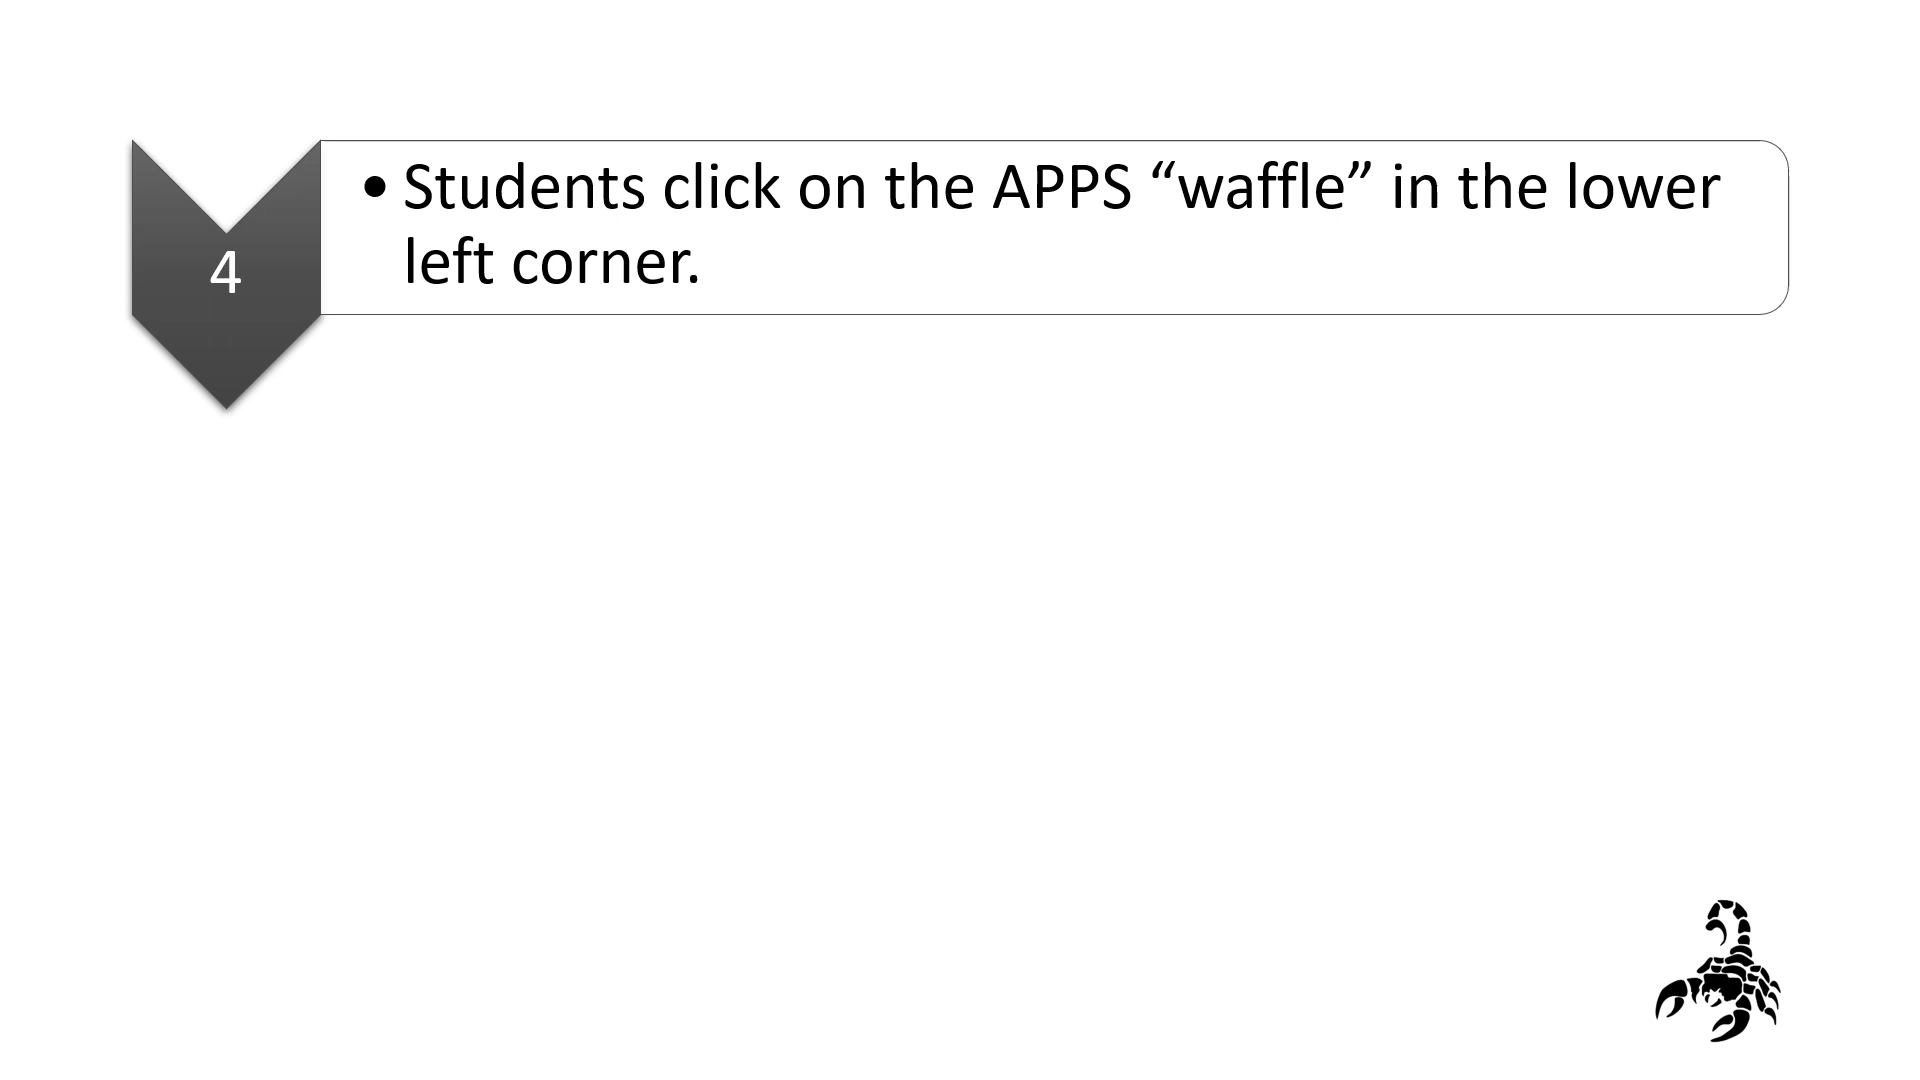 4
• Students click on the APPS “waffle” in the lower
left corner.